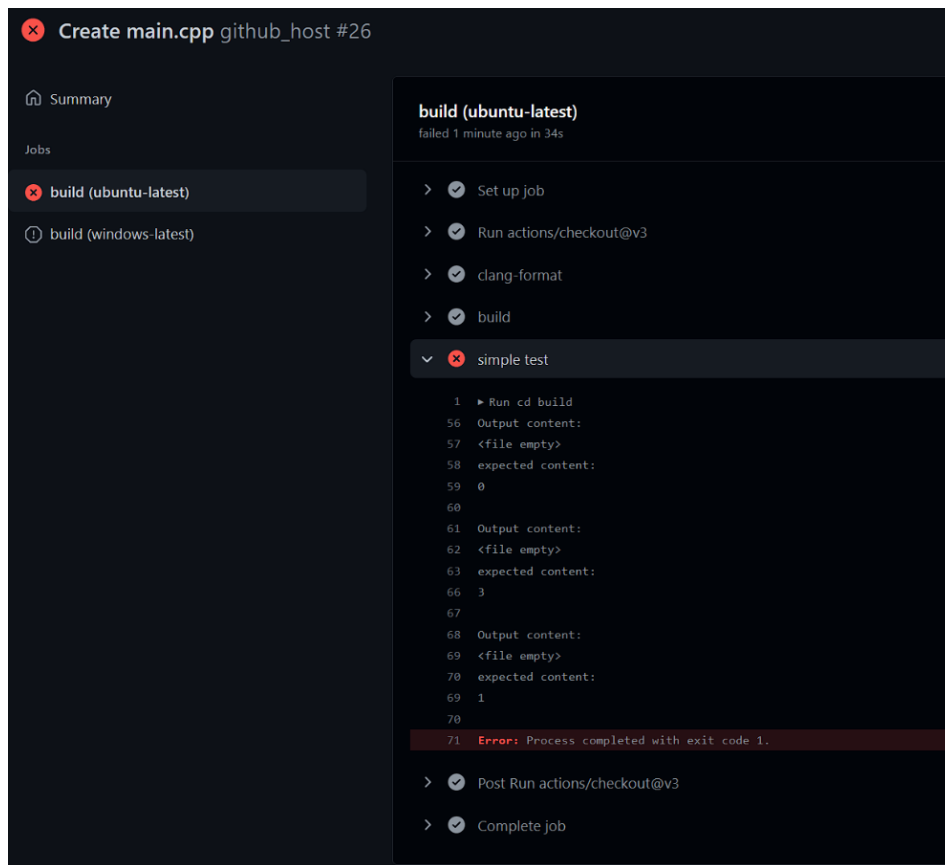 Create main.cpp github_host #26
Summary
Jobs
build (ubuntu-latest)
build (windows-latest)
build (ubuntu-latest)
failed 1 minute ago in 34s
Set up job
Run actions/checkout@v3
clang-format
build
simple test
1 ▸ Run cd build
56 Output content:
57 <file empty>
58 expected content:
59 0
60
61 Output content:
62 <file empty>
63 expected content:
66 3
67
68 Output content:
69 <file empty>
70 expected content:
69 1
70
71 Error: Process completed with exit code 1.
Post Run actions/checkout@v3
Complete job